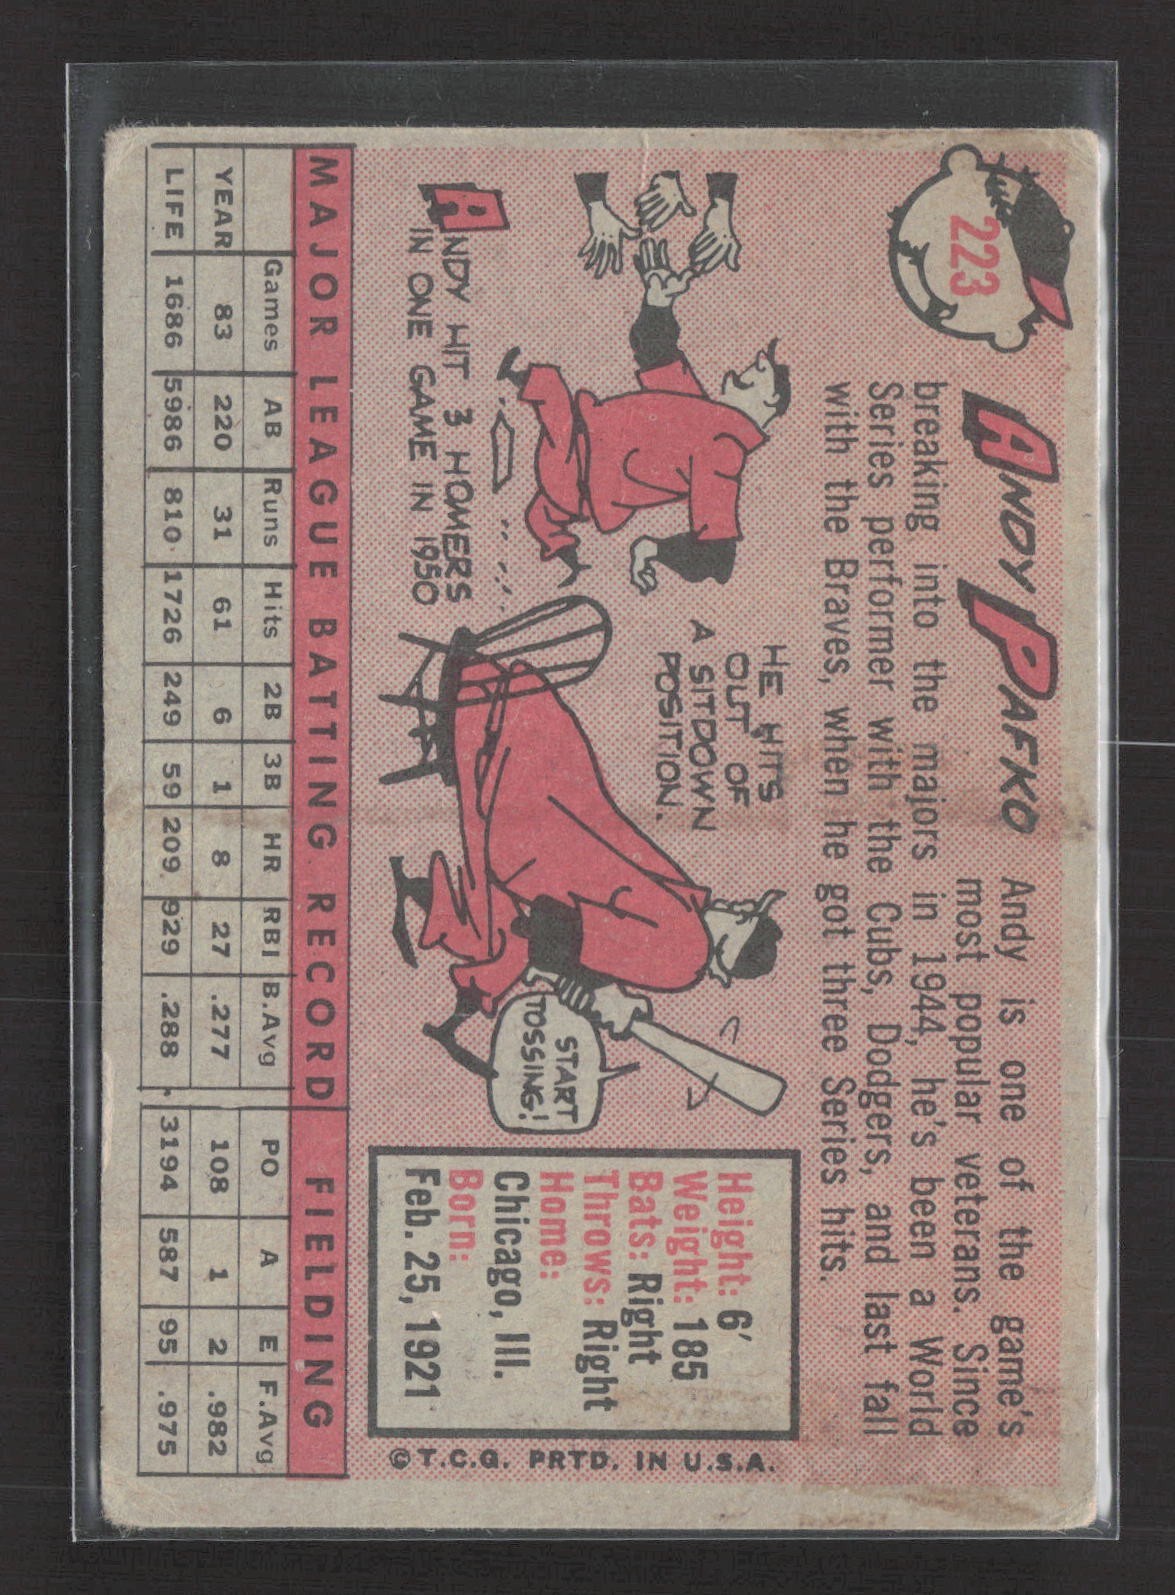 223
ANDY PAFKO
Andy is one of the game's
most popular veterans. Since
breaking into the majors in 1944, he's been a World
Series performer with the Cubs, Dodgers, and last fall
with the Braves, when he got three Series hits.
ANDY HIT 3 HOMERS
IN ONE GAME IN 1950
HE HITS
OUT OF
A SITDOWN
POSITION.
START
TOSSING!
Height: 6'
Weight: 185
Bats: Right
Throws: Right
Home:
Chicago, Ill.
Born:
Feb. 25, 1921
© T.C.G. PRTD. IN U.S.A.
MAJOR LEAGUE BATTING RECORD FIELDING
Games AB Runs Hits 2B 3B HR RBI B.Avg PO A E F.Avg
YEAR 83 220 31 61 6 1 8 27 .277 108 1 2 .982
LIFE 1686 5986 810 1726 249 59 209 929 .288 3194 587 95 .975